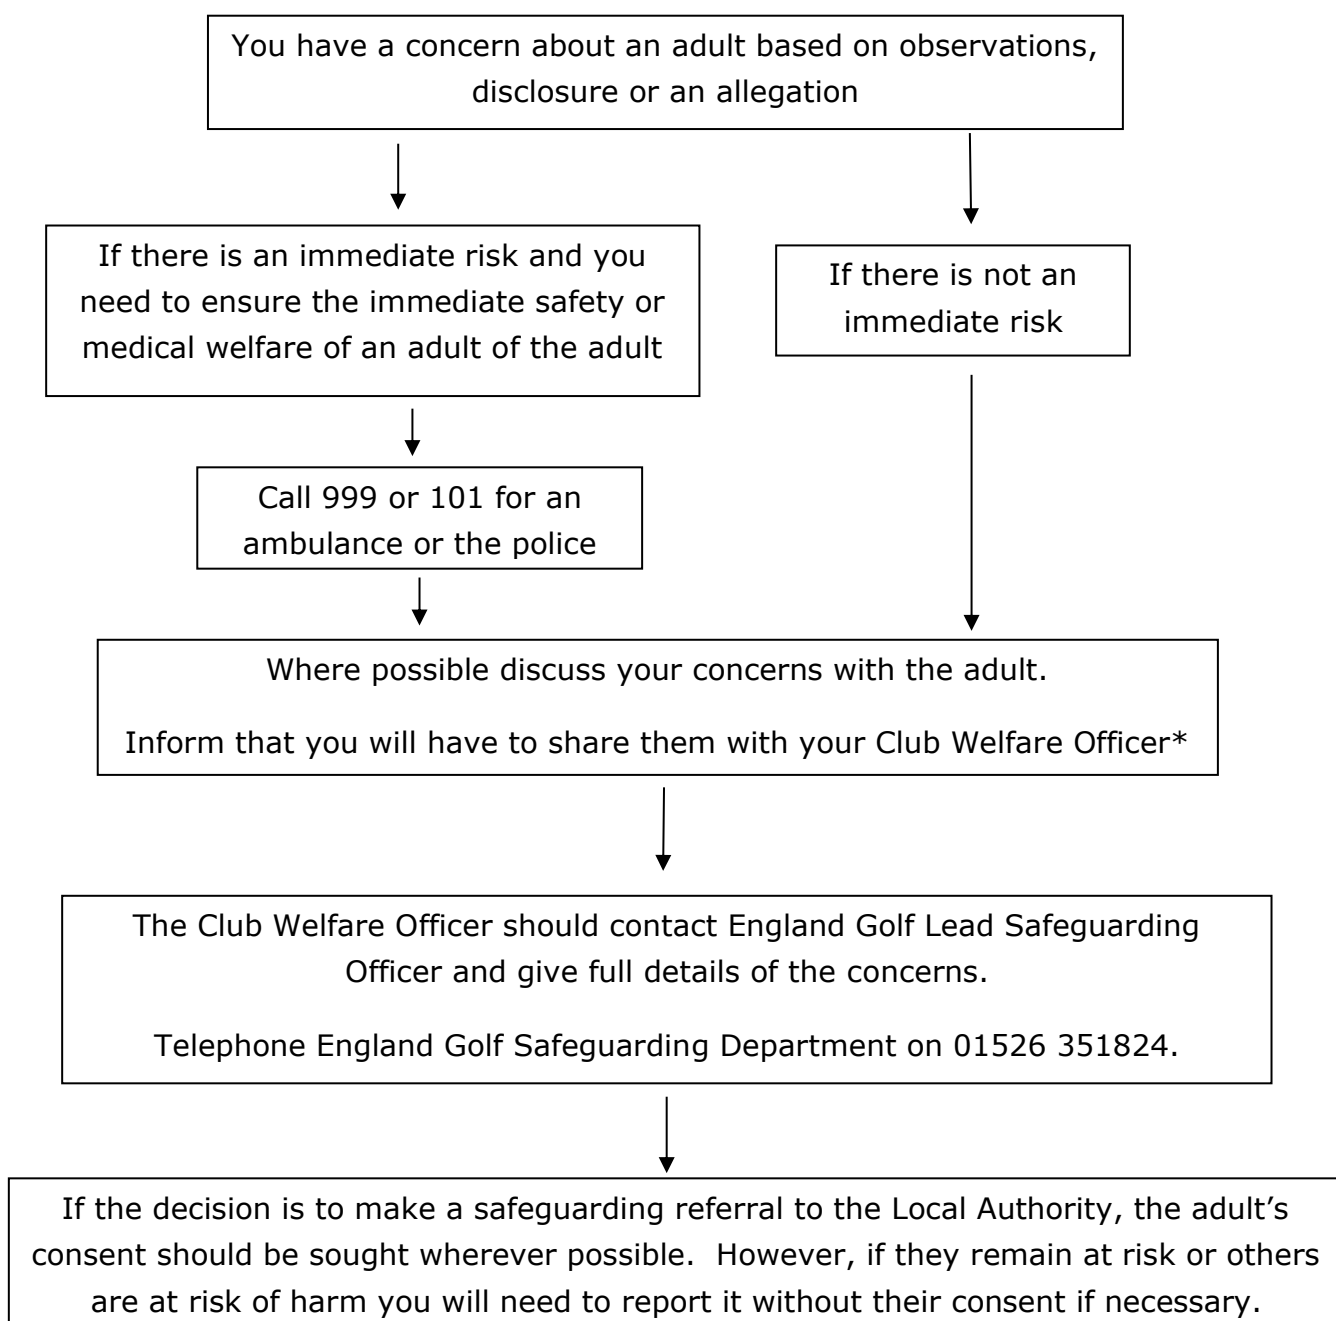 You have a concern about an adult based on observations,
disclosure or an allegation
If there is an immediate risk and you
need to ensure the immediate safety or
medical welfare of an adult of the adult
If there is not an
immediate risk
Call 999 or 101 for an
ambulance or the police
Where possible discuss your concerns with the adult.
Inform that you will have to share them with your Club Welfare Officer*
The Club Welfare Officer should contact England Golf Lead Safeguarding
Officer and give full details of the concerns.
Telephone England Golf Safeguarding Department on 01526 351824.
If the decision is to make a safeguarding referral to the Local Authority, the adult’s
consent should be sought wherever possible.  However, if they remain at risk or others
are at risk of harm you will need to report it without their consent if necessary.